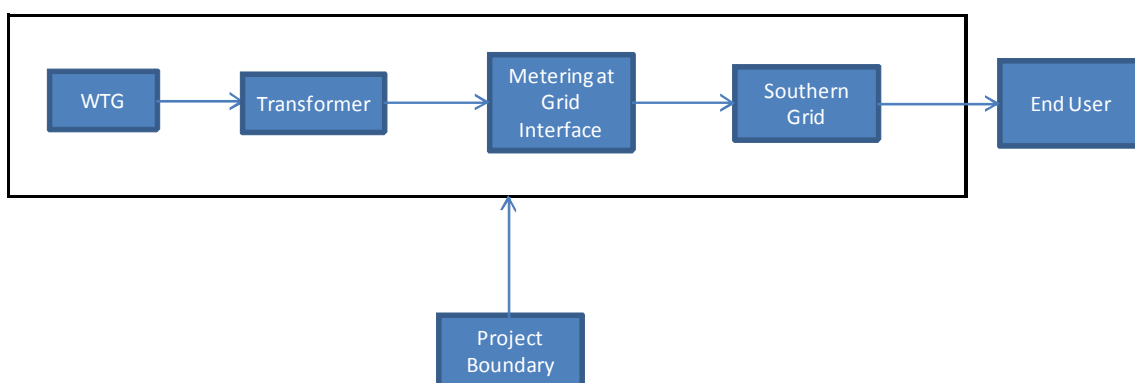 WTG
Transformer
Metering at
Grid
Interface
Southern
Grid
End User
Project
Boundary